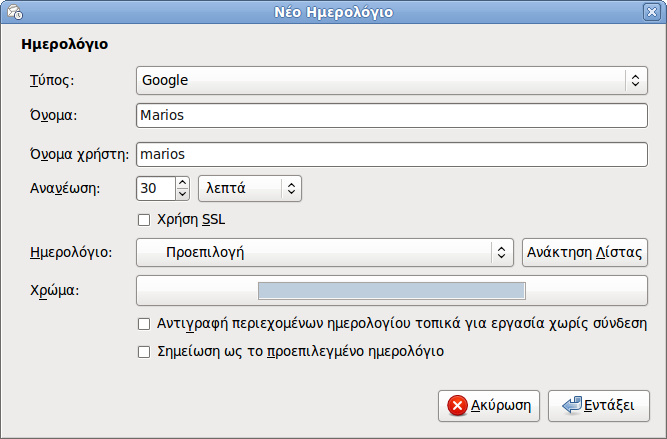 Νέο Ημερολόγιο
Ημερολόγιο
Τύπος: Google
Όνομα: Marios
Όνομα χρήστη: marios
Ανανέωση: 30 λεπτά
Χρήση SSL
Ημερολόγιο: Προεπιλογή Ανάκτηση Λίστας
Χρώμα:
Αντιγραφή περιεχομένων ημερολογίου τοπικά για εργασία χωρίς σύνδεση
Σημείωση ως το προεπιλεγμένο ημερολόγιο
Ακύρωση Εντάξει